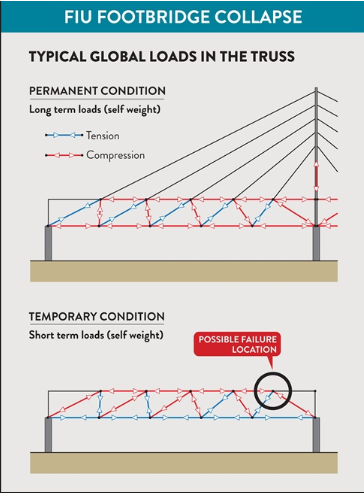 FIU FOOTBRIDGE COLLAPSE
TYPICAL GLOBAL LOADS IN THE TRUSS
PERMANENT CONDITION
Long term loads (self weight)
Tension
Compression
TEMPORARY CONDITION
Short term loads (self weight)
POSSIBLE FAILURE
LOCATION